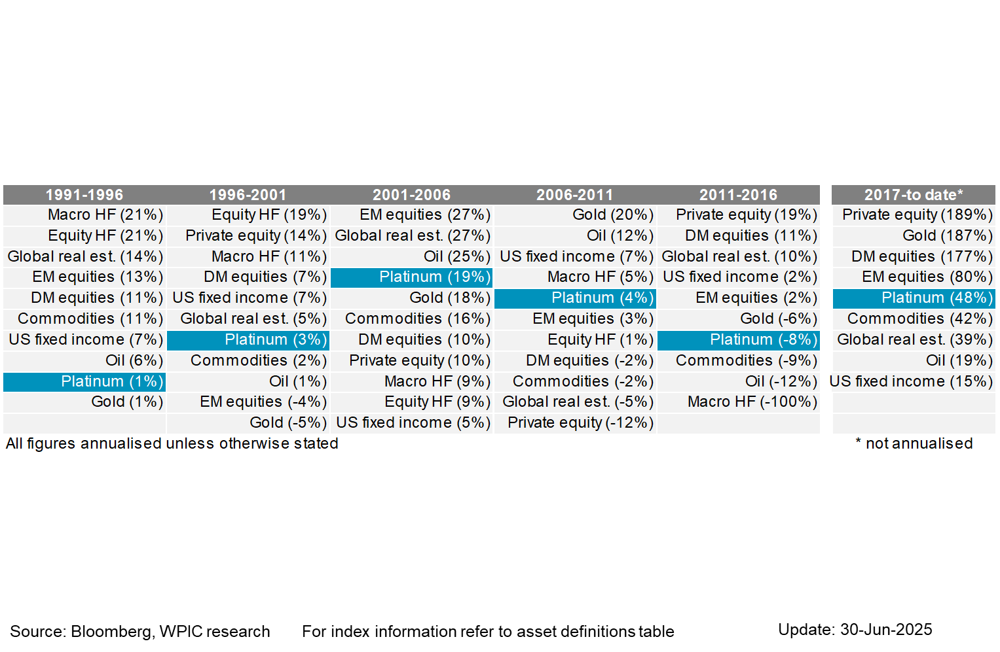 1991-1996 1996-2001 2001-2006 2006-2011 2011-2016 2017-to date*
Macro HF (21%) Equity HF (19%) EM equities (27%) Gold (20%) Private equity (19%) Private equity (189%)
Equity HF (21%) Private equity (14%) Global real est. (27%) Oil (12%) DM equities (11%) Gold (187%)
Global real est. (14%) Macro HF (11%) Oil (25%) US fixed income (7%) Global real est. (10%) DM equities (177%)
EM equities (13%) DM equities (7%) Platinum (19%) Macro HF (5%) US fixed income (2%) EM equities (80%)
DM equities (11%) US fixed income (7%) Gold (18%) Platinum (4%) EM equities (2%) Platinum (48%)
Commodities (11%) Global real est. (5%) Commodities (16%) EM equities (3%) Gold (-6%) Commodities (42%)
US fixed income (7%) Platinum (3%) DM equities (10%) Equity HF (1%) Platinum (-8%) Global real est. (39%)
Oil (6%) Commodities (2%) Private equity (10%) DM equities (-2%) Commodities (-9%) Oil (19%)
Platinum (1%) Oil (1%) Macro HF (9%) Commodities (-2%) Oil (-12%) US fixed income (15%)
Gold (1%) EM equities (-4%) Equity HF (9%) Global real est. (-5%) Macro HF (-100%)
Gold (-5%) US fixed income (5%) Private equity (-12%)
All figures annualised unless otherwise stated * not annualised
Source: Bloomberg, WPIC research For index information refer to asset definitions table Update: 30-Jun-2025